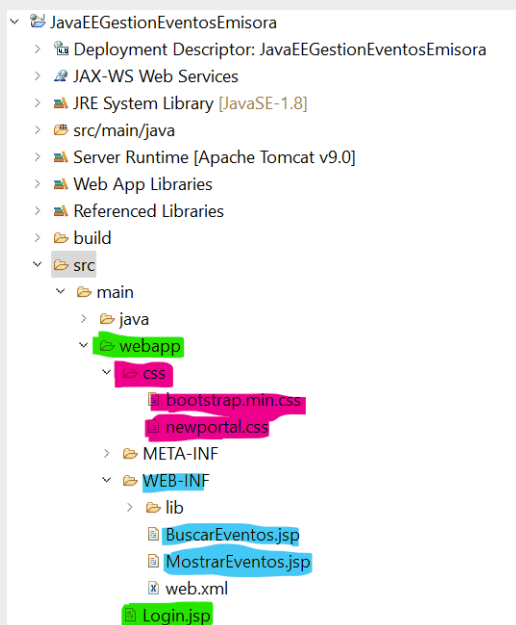 JavaEEGestionEventosEmisora
Deployment Descriptor: JavaEEGestionEventosEmisora
JAX-WS Web Services
JRE System Library [JavaSE-1.8]
src/main/java
Server Runtime [Apache Tomcat v9.0]
Web App Libraries
Referenced Libraries
build
src
main
java
webapp
css
bootstrap.min.css
newportal.css
META-INF
WEB-INF
lib
BuscarEventos.jsp
MostrarEventos.jsp
web.xml
Login.jsp